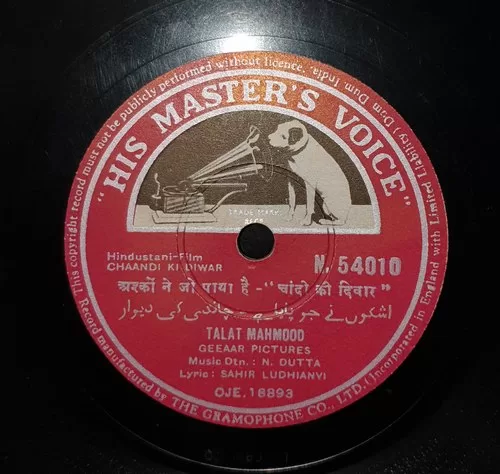 copyright record must not be publicly performed without licence.
"HIS MASTER'S VOICE"
TRADE MARK
Hindustani-Film
CHAANDI KI DIWAR
N. 54010
अश्कों ने जो पाया है - "चांदी की दिवार"
اشکوں نے جو پایا ہے - چاندی کی دیوار
TALAT MAHMOOD
GEEAAR PICTURES
Music Dtn.: N. DUTTA
Lyric: SAHIR LUDHIANVI
OJE. 16893
This Record manufactured by THE GRAMOPHONE CO., LTD. (Incorporated in England with Limited Liability) Dum Dum India.